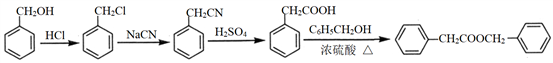 CH₂OH
CH₂Cl
CH₂CN
CH₂COOH
C₆H₅CH₂OH
CH₂COOCH₂
HCl
NaCN
H₂SO₄
浓硫酸 △